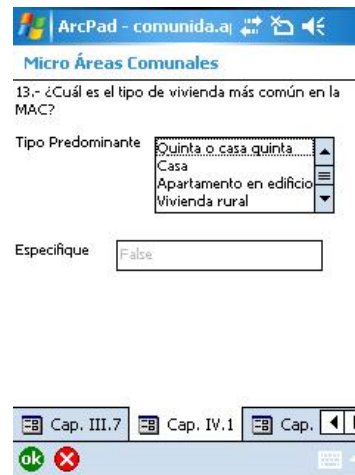 ArcPad - comunida.a
Micro Áreas Comunales
13.- ¿Cuál es el tipo de vivienda más común en la
MAC?
Tipo Predominante
Quinta o casa quinta
Casa
Apartamento en edificio
Vivienda rural
Especifique
False
Cap. III.7 Cap. IV.1 Cap.
ok